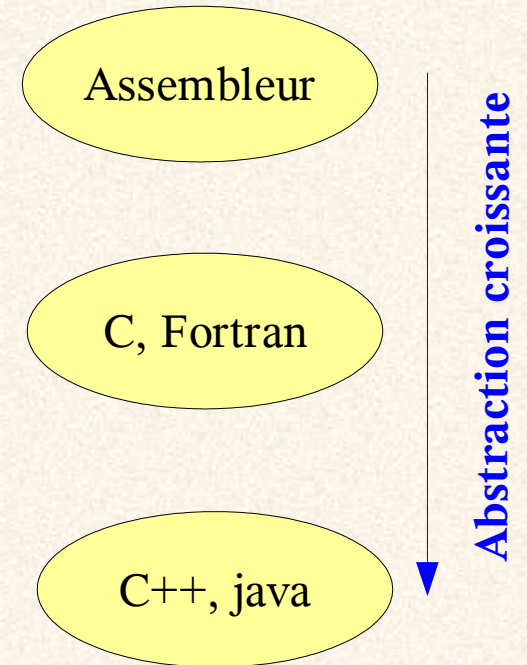 Assembleur
C, Fortran
C++, java
Abstraction croissante